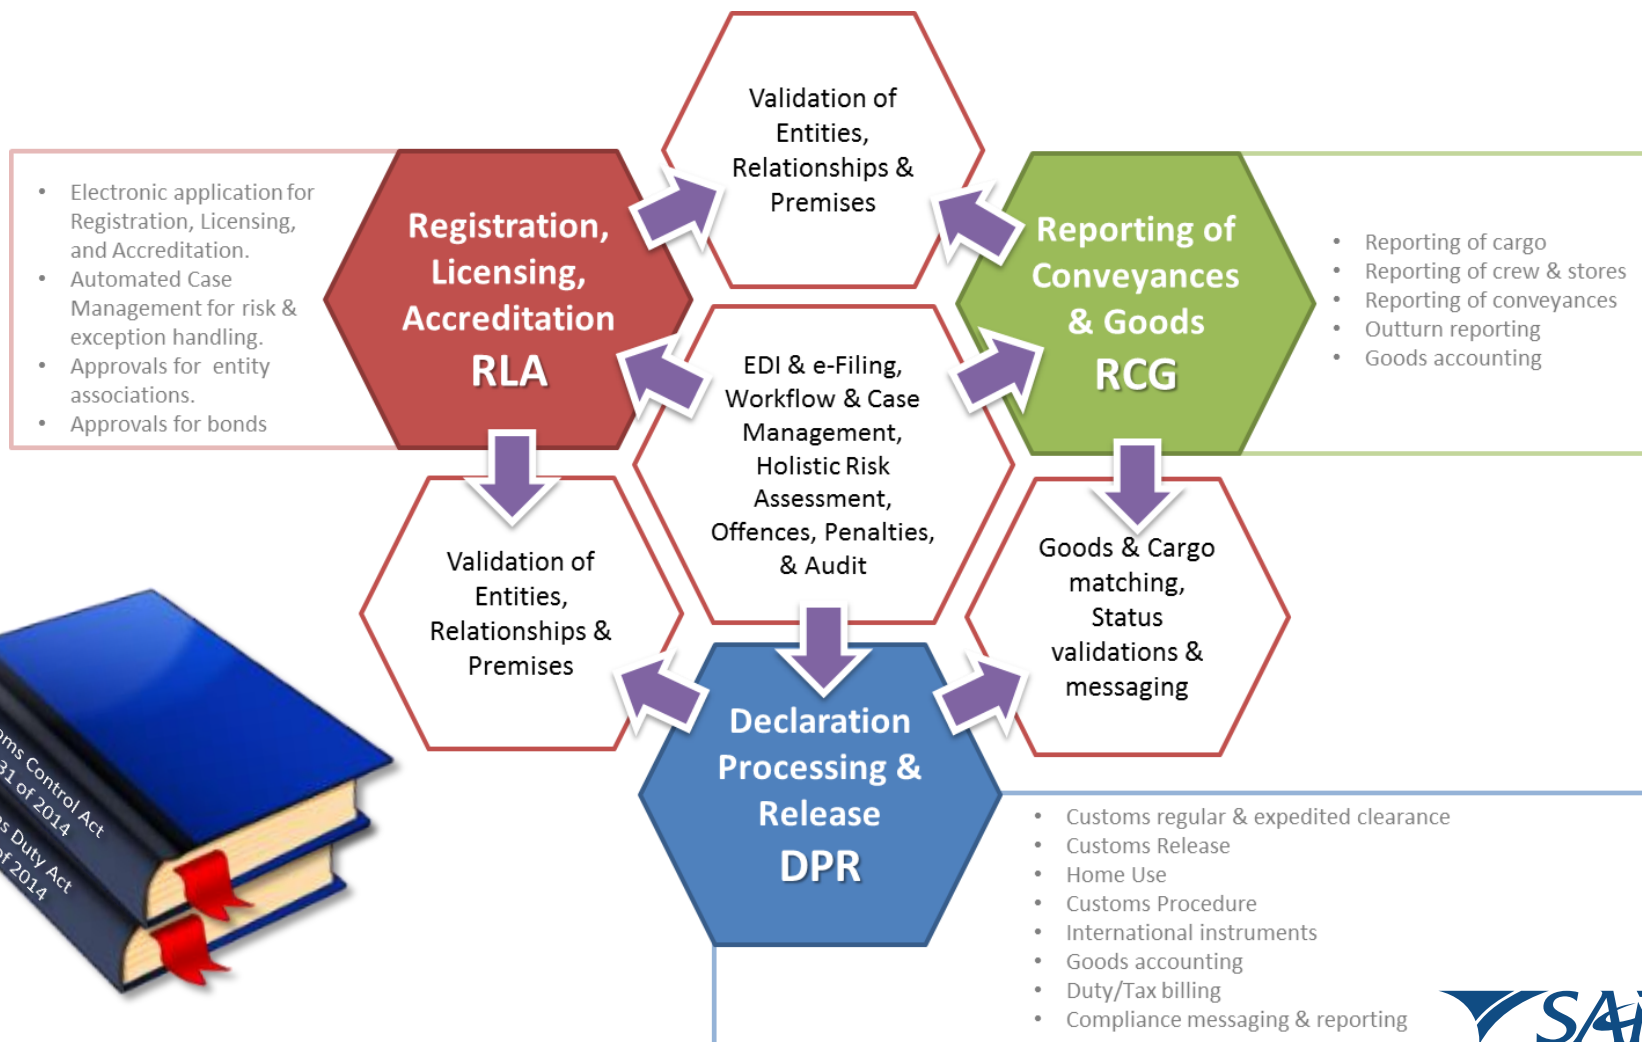 Validation of
Entities,
Relationships &
Premises
• Electronic application for
Registration, Licensing,
and Accreditation.
• Automated Case
Management for risk &
exception handling.
• Approvals for entity
associations.
• Approvals for bonds
Registration,
Licensing,
Accreditation
RLA
Reporting of
Conveyances
& Goods
RCG
• Reporting of cargo
• Reporting of crew & stores
• Reporting of conveyances
• Outturn reporting
• Goods accounting
EDI & e-Filing,
Workflow & Case
Management,
Holistic Risk
Assessment,
Offences, Penalties,
& Audit
Validation of
Entities,
Relationships &
Premises
Goods & Cargo
matching,
Status
validations &
messaging
Declaration
Processing &
Release
DPR
• Customs regular & expedited clearance
• Customs Release
• Home Use
• Customs Procedure
• International instruments
• Goods accounting
• Duty/Tax billing
• Compliance messaging & reporting
Control Act
31 of 2014
Duty Act
of 2014